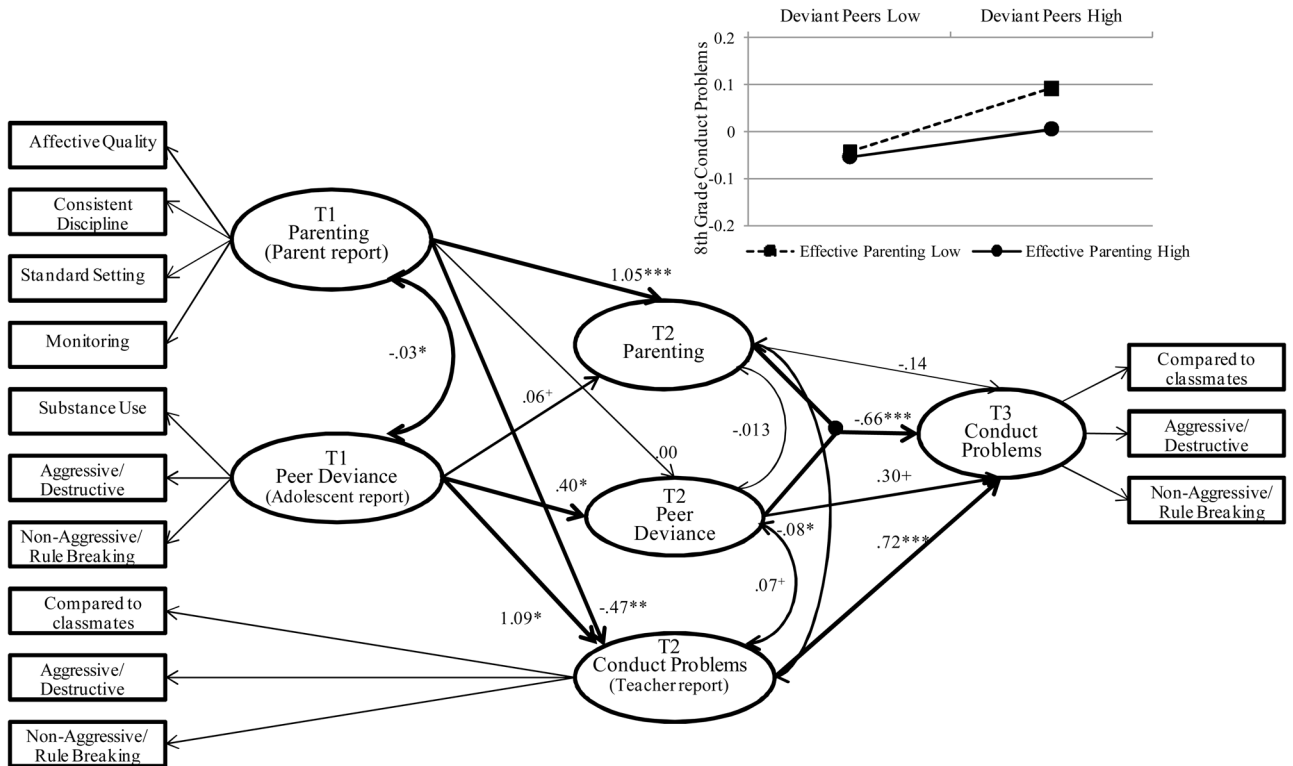 Deviant Peers Low
Deviant Peers High
8th Grade Conduct Problems
0.2
0.1
0
-0.1
-0.2
Effective Parenting Low
Effective Parenting High
Affective Quality
Consistent
Discipline
Standard Setting
Monitoring
Substance Use
Aggressive/
Destructive
Non-Aggressive/
Rule Breaking
Compared to
classmates
Aggressive/
Destructive
Non-Aggressive/
Rule Breaking
T1
Parenting
(Parent report)
-.03*
T1
Peer Deviance
(Adolescent report)
1.05***
.06+
.00
.40*
1.09*
-.47**
T2
Parenting
-.013
T2
Peer
Deviance
-.08*
.07+
T2
Conduct Problems
(Teacher report)
-.14
-.66***
.30+
.72***
T3
Conduct
Problems
Compared to
classmates
Aggressive/
Destructive
Non-Aggressive/
Rule Breaking